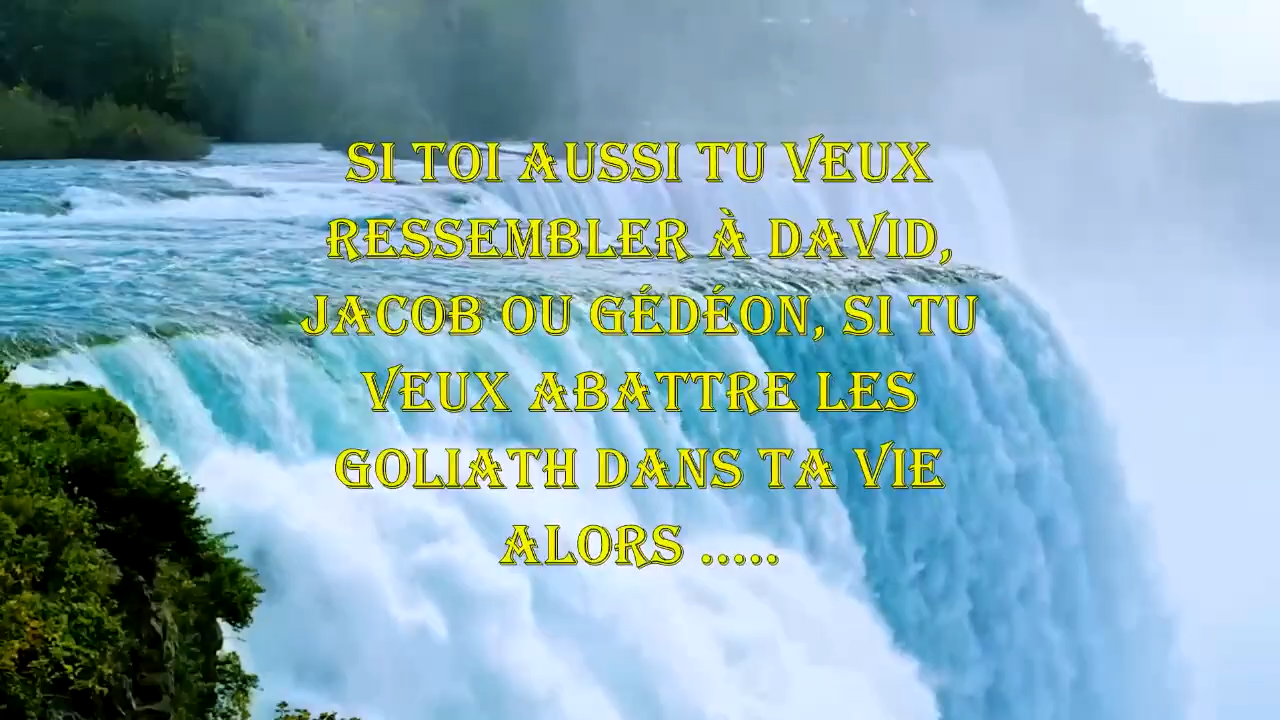 SI TOI AUSSI TU VEUX
RESSEMBLER À DAVID,
JACOB OU GÉDÉON, SI TU
VEUX ABATTRE LES
GOLIATH DANS TA VIE
ALORS .....